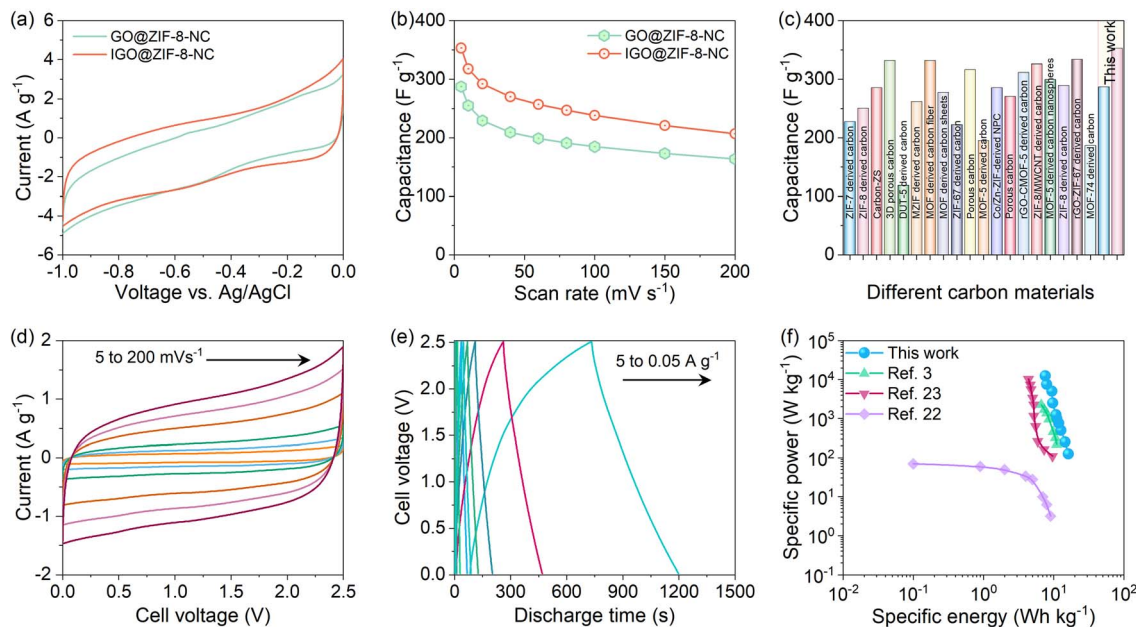 (a)
6
4
2
0
-2
-4
-6
Current (A g⁻¹)
GO@ZIF-8-NC
IGO@ZIF-8-NC
-1.0
-0.8
-0.6
-0.4
-0.2
0.0
Voltage vs. Ag/AgCl
(b)
400
300
200
100
0
Capacitance (F g⁻¹)
GO@ZIF-8-NC
IGO@ZIF-8-NC
0
40
80
120
160
200
Scan rate (mV s⁻¹)
(c)
400
300
200
100
0
Capacitance (F g⁻¹)
ZIF-7 derived carbon
ZIF-8 derived carbon
Carbon-ZS
3D porous carbon
DUT-5 derived carbon
MZIF derived carbon
MOF derived carbon fiber
MOF derived carbon sheets
ZIF-67 derived carbon
Porous carbon
MOF-5 derived carbon
Co/Zn-ZIF-derived NPC
Porous carbon
rGO-CMOF-5 derived carbon
ZIF-8/MWCNT derived carbon
MOF-5 derived carbon nanospheres
ZIF-8 derived carbon
rGO-ZIF-67 derived carbon
MOF-74 derived carbon
This work
Different carbon materials
(d)
2
1
0
-1
-2
Current (A g⁻¹)
5 to 200 mVs⁻¹
0.0
0.5
1.0
1.5
2.0
2.5
Cell voltage (V)
(e)
2.5
2.0
1.5
1.0
0.5
0.0
Cell voltage (V)
5 to 0.05 A g⁻¹
0
300
600
900
1200
1500
Discharge time (s)
(f)
10⁵
10⁴
10³
10²
10¹
10⁰
10⁻¹
Specific power (W kg⁻¹)
This work
Ref. 3
Ref. 23
Ref. 22
10⁻²
10⁻¹
10⁰
10¹
10²
Specific energy (Wh kg⁻¹)